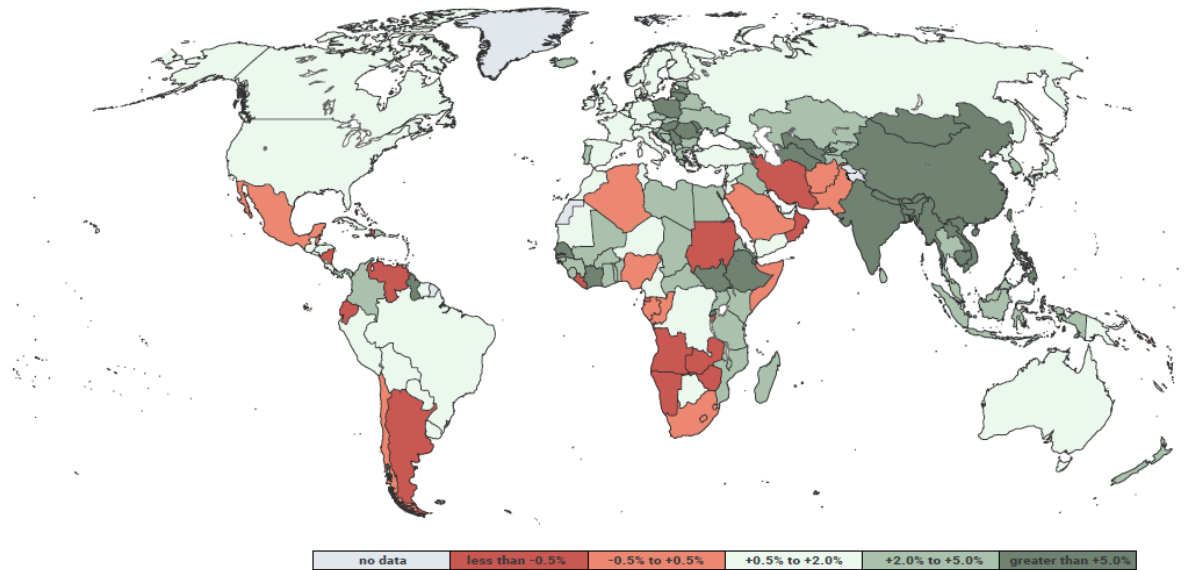 no data less than -0.5% -0.5% to +0.5% +0.5% to +2.0% +2.0% to +5.0% greater than +5.0%